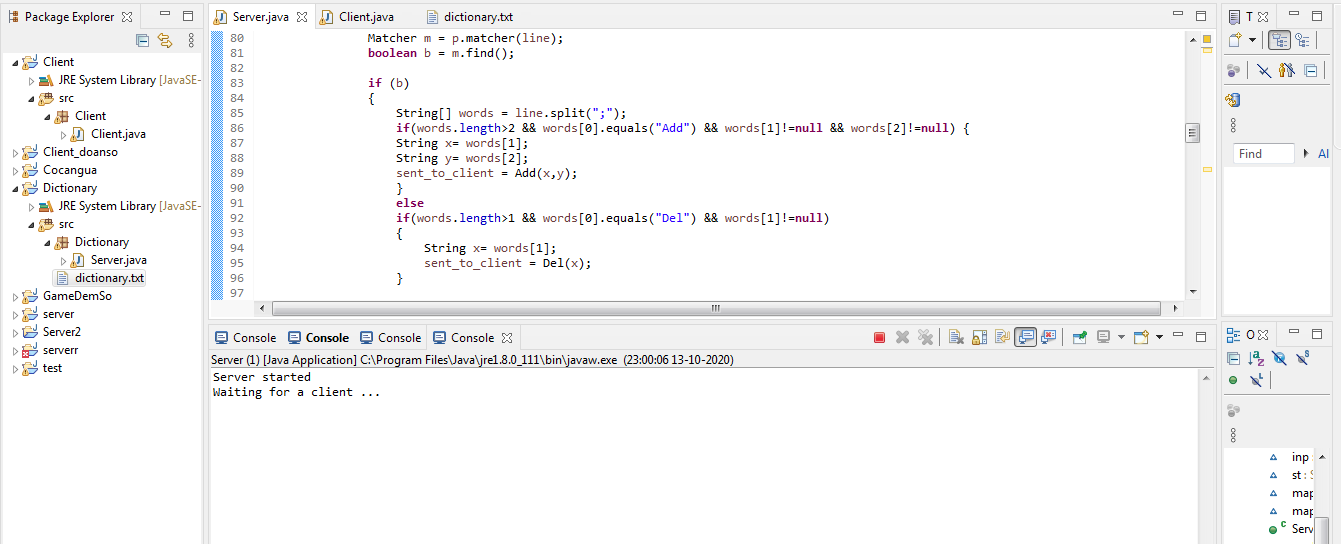 Package Explorer
Client
JRE System Library [JavaSE-
src
Client
Client.java
Client_doanso
Cocangua
Dictionary
JRE System Library [JavaSE-
src
Dictionary
Server.java
dictionary.txt
GameDemSo
server
Server2
serverr
test
Server.java
Client.java
dictionary.txt
80 Matcher m = p.matcher(line);
81 boolean b = m.find();
82
83 if (b)
84 {
85 String[] words = line.split(";");
86 if(words.length>2 && words[0].equals("Add") && words[1]!=null && words[2]!=null) {
87 String x= words[1];
88 String y= words[2];
89 sent_to_client = Add(x,y);
90 }
91 else
92 if(words.length>1 && words[0].equals("Del") && words[1]!=null)
93 {
94 String x= words[1];
95 sent_to_client = Del(x);
96 }
97
Console
Console
Console
Console
Server (1) [Java Application] C:\Program Files\Java\jre1.8.0_111\bin\javaw.exe (23:00:06 13-10-2020)
Server started
Waiting for a client ...
T
Find
Al
O
inp
st : S
map
map
Serv